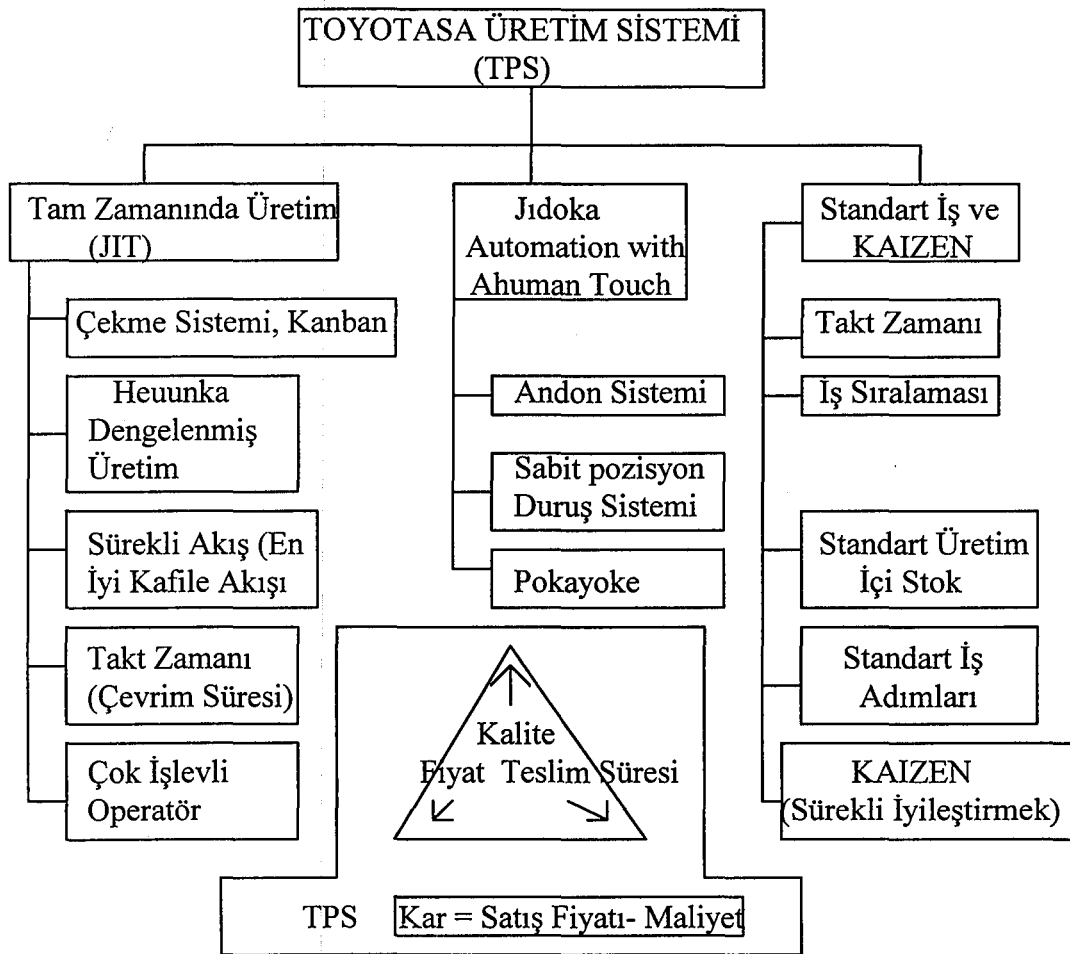 TOYOTASA ÜRETİM SİSTEMİ
(TPS)
Tam Zamanında Üretim
(JIT)
Çekme Sistemi, Kanban
Heuunka
Dengelenmiş
Üretim
Sürekli Akış (En
İyi Kafile Akışı
Takt Zamanı
(Çevrim Süresi)
Çok İşlevli
Operatör
Jıdoka
Automation with
Ahuman Touch
Andon Sistemi
Sabit pozisyon
Duruş Sistemi
Pokayoke
Standart İş ve
KAIZEN
Takt Zamanı
İş Sıralaması
Standart Üretim
İçi Stok
Standart İş
Adımları
KAIZEN
(Sürekli İyileştirmek)
Kalite
Fiyat Teslim Süresi
TPS Kar = Satış Fiyatı- Maliyet